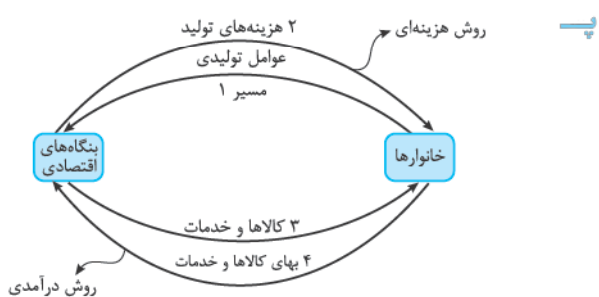 پ
روش هزینه‌ای
۲ هزینه‌های تولید
عوامل تولیدی
مسیر ۱
خانوارها
بنگاه‌های
اقتصادی
۳ کالاها و خدمات
۴ بهای کالاها و خدمات
روش درآمدی